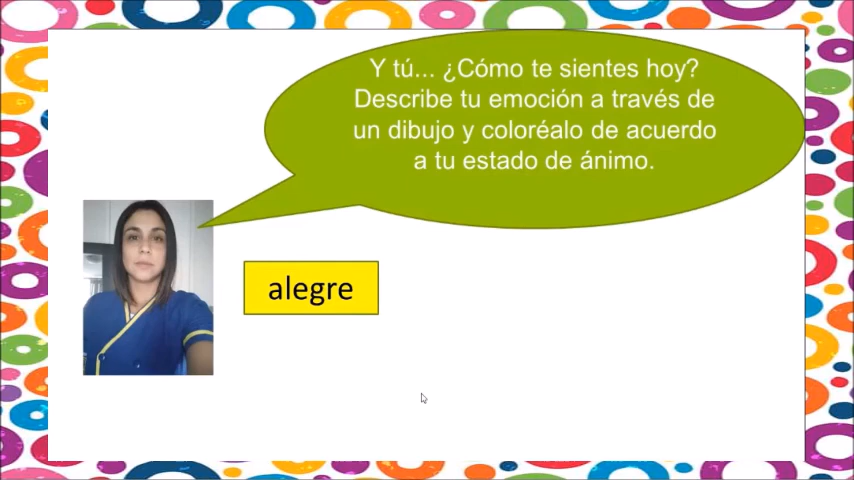 Y tú... ¿Cómo te sientes hoy?
Describe tu emoción a través de
un dibujo y coloréalo de acuerdo
a tu estado de ánimo.
alegre